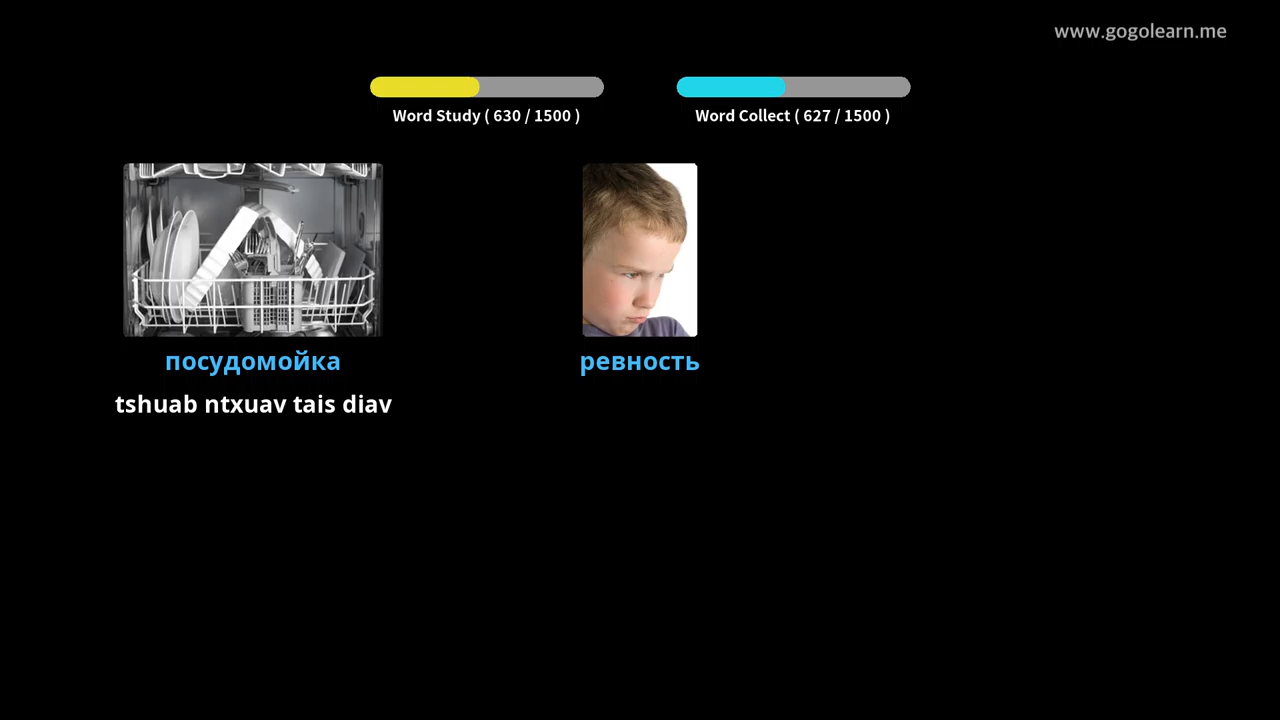 www.gogolearn.me
Word Study ( 630 / 1500 )
Word Collect ( 627 / 1500 )
посудомойка
ревность
tshuab ntxuav tais diav